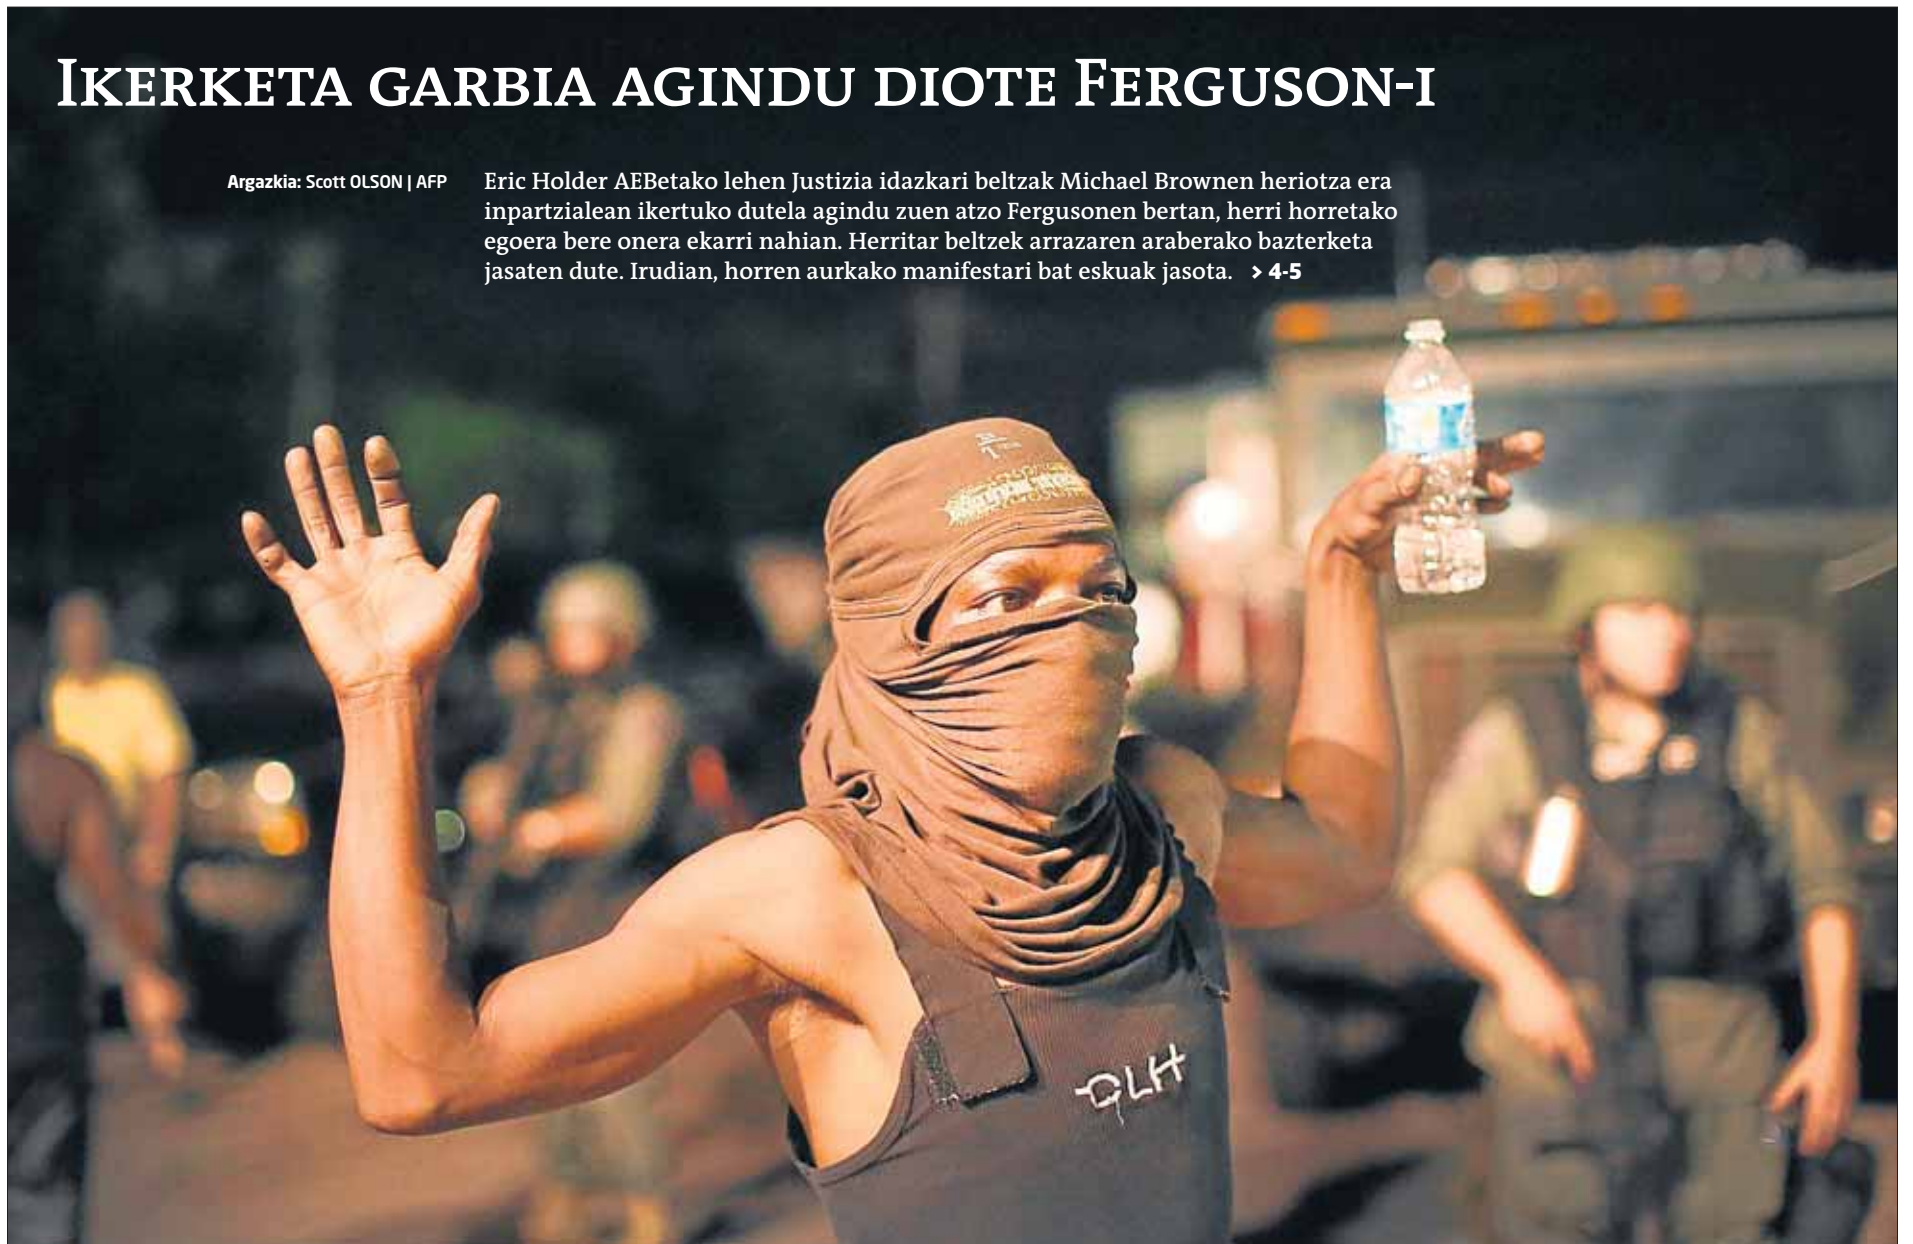 IKERKETA GARBIA AGINDU DIOTE FERGUSON-I
Argazkia: Scott OLSON | AFP
Eric Holder AEBetako lehen Justizia idazkari beltzak Michael Brownen heriotza era
inpartzialean ikertuko dutela agindu zuen atzo Fergusonen bertan, herri horretako
egoera bere onera ekarri nahian. Herritar beltzek arrazaren araberako bazterketa
jasaten dute. Irudian, horren aurkako manifestari bat eskuak jasota. > 4-5